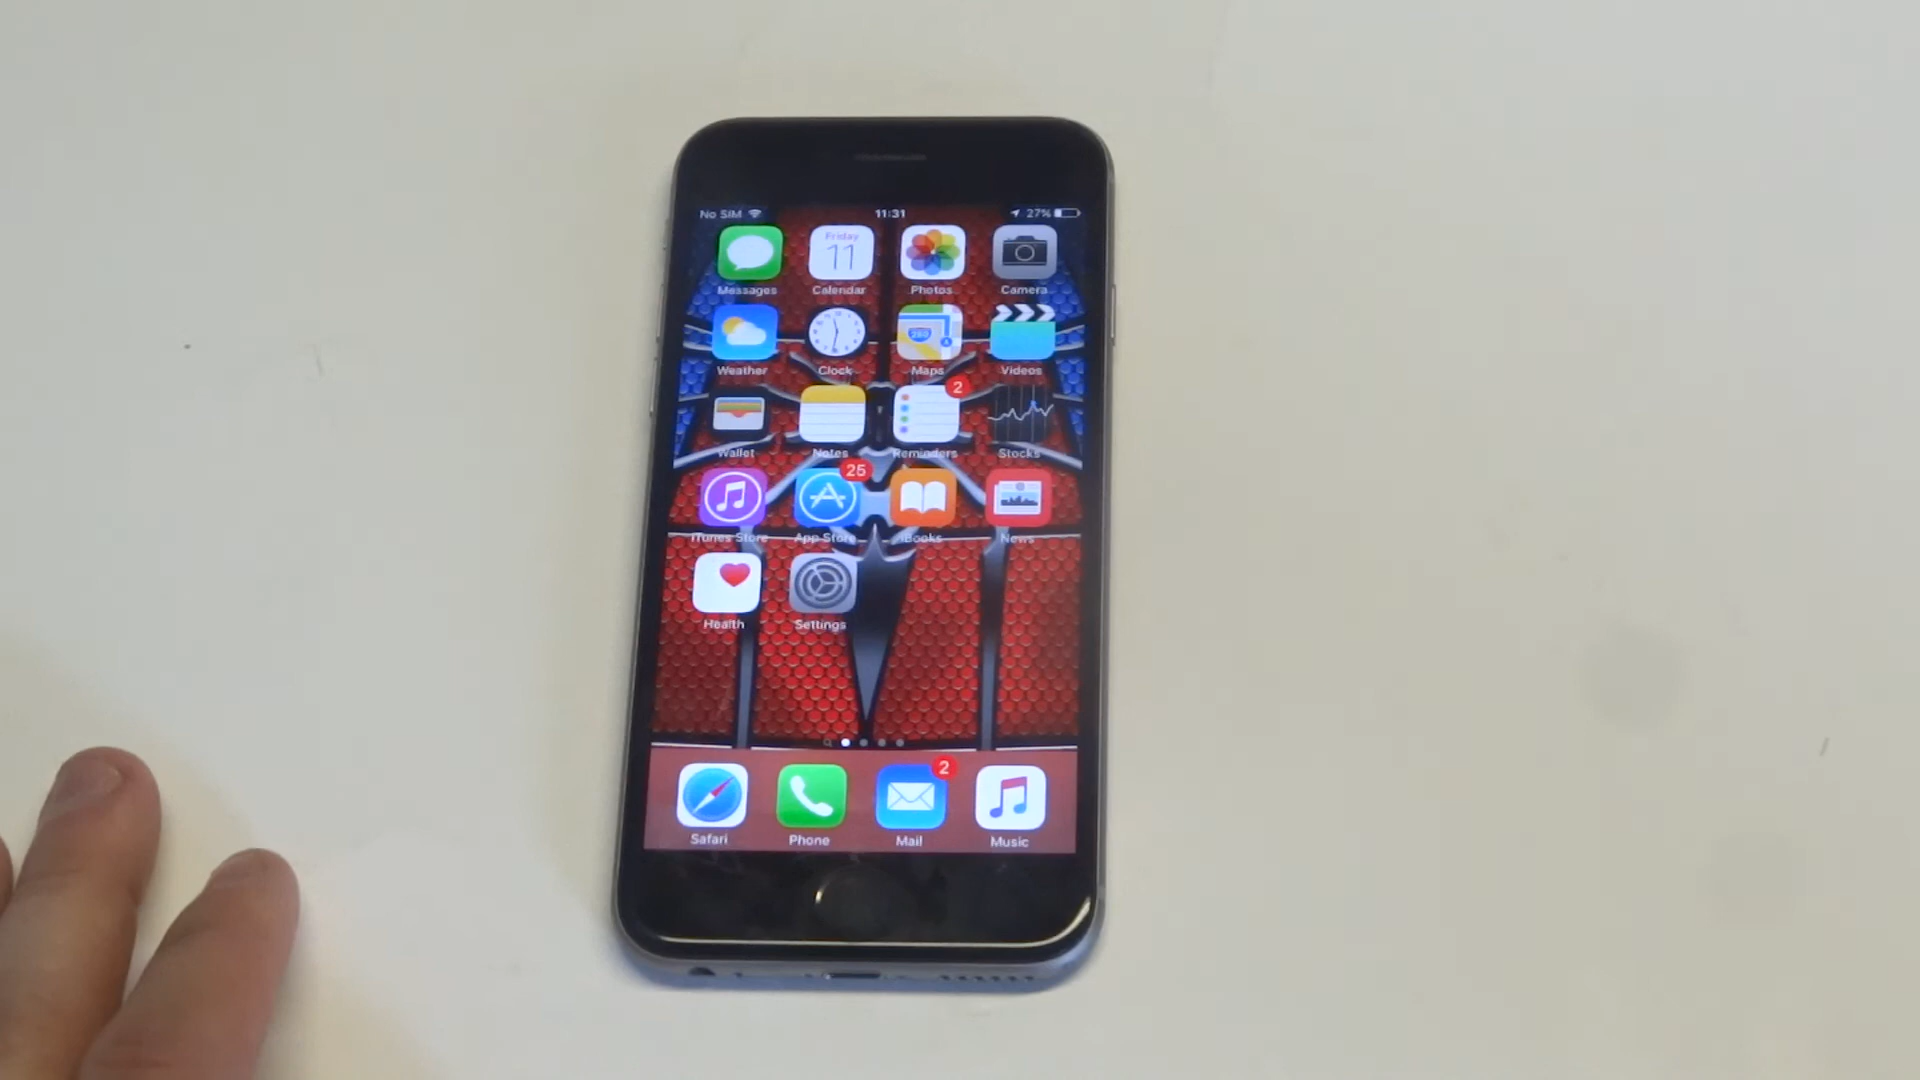 No SIM 11:31 27%
Friday
11
Messages Calendar Photos Camera
280
Weather Clock Maps Videos
2
Wallet Notes Reminders Stocks
25
iTunes Store App Store iBooks News
Health Settings
2
Safari Phone Mail Music